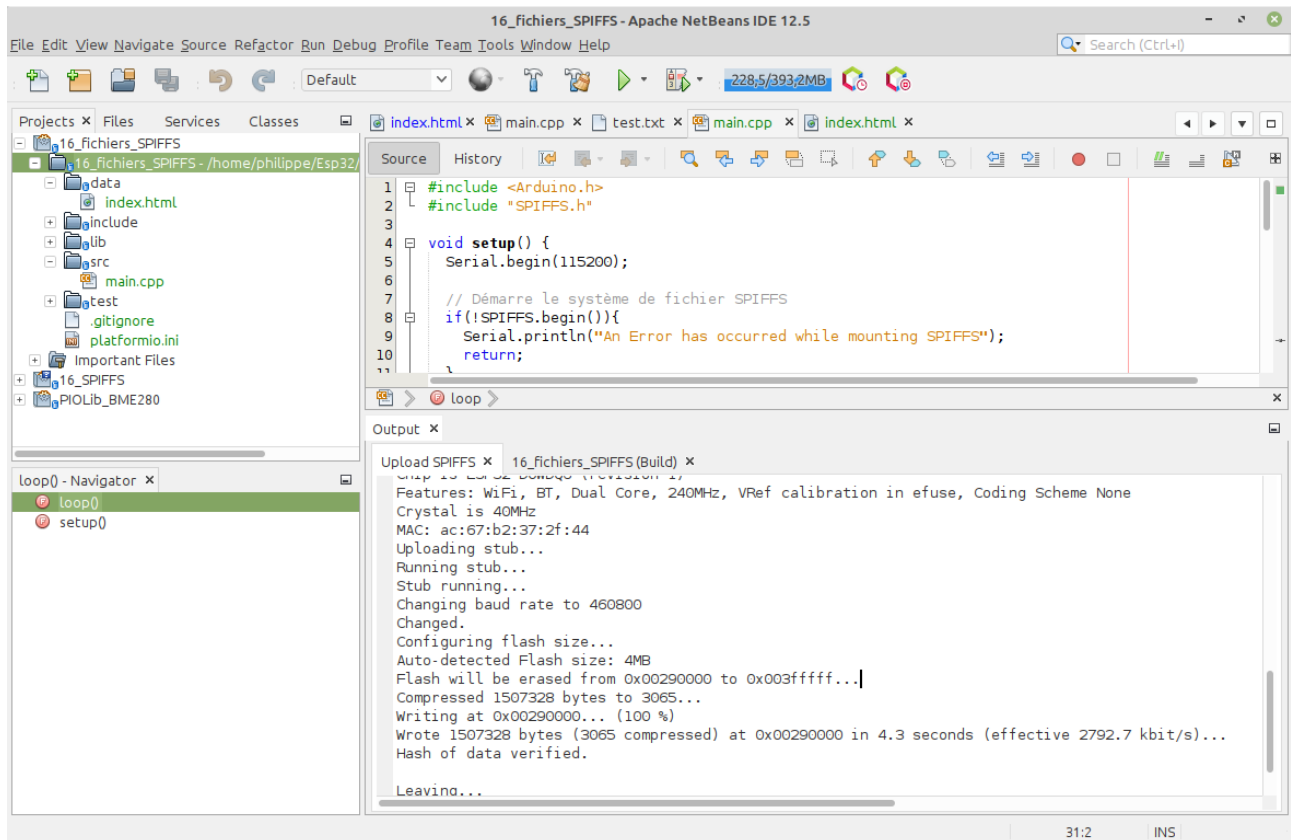 16_fichiers_SPIFFS - Apache NetBeans IDE 12.5
File Edit View Navigate Source Refactor Run Debug Profile Team Tools Window Help
Search (Ctrl+I)
Default
228,5/393,2MB
Projects Files Services Classes
16_fichiers_SPIFFS
16_fichiers_SPIFFS - /home/philippe/Esp32/
data
index.html
include
lib
src
main.cpp
test
.gitignore
platformio.ini
Important Files
16_SPIFFS
PIOLib_BME280
loop() - Navigator
loop()
setup()
index.html main.cpp test.txt main.cpp index.html
Source History
1 #include <Arduino.h>
2 #include "SPIFFS.h"
3
4 void setup() {
5 Serial.begin(115200);
6
7 // Démarre le système de fichier SPIFFS
8 if(!SPIFFS.begin()){
9 Serial.println("An Error has occurred while mounting SPIFFS");
10 return;
11 }
loop
Output
Upload SPIFFS 16_fichiers_SPIFFS (Build)
Features: WiFi, BT, Dual Core, 240MHz, VRef calibration in efuse, Coding Scheme None
Crystal is 40MHz
MAC: ac:67:b2:37:2f:44
Uploading stub...
Running stub...
Stub running...
Changing baud rate to 460800
Changed.
Configuring flash size...
Auto-detected Flash size: 4MB
Flash will be erased from 0x00290000 to 0x003fffff...
Compressed 1507328 bytes to 3065...
Writing at 0x00290000... (100 %)
Wrote 1507328 bytes (3065 compressed) at 0x00290000 in 4.3 seconds (effective 2792.7 kbit/s)...
Hash of data verified.
Leaving...
31:2 INS